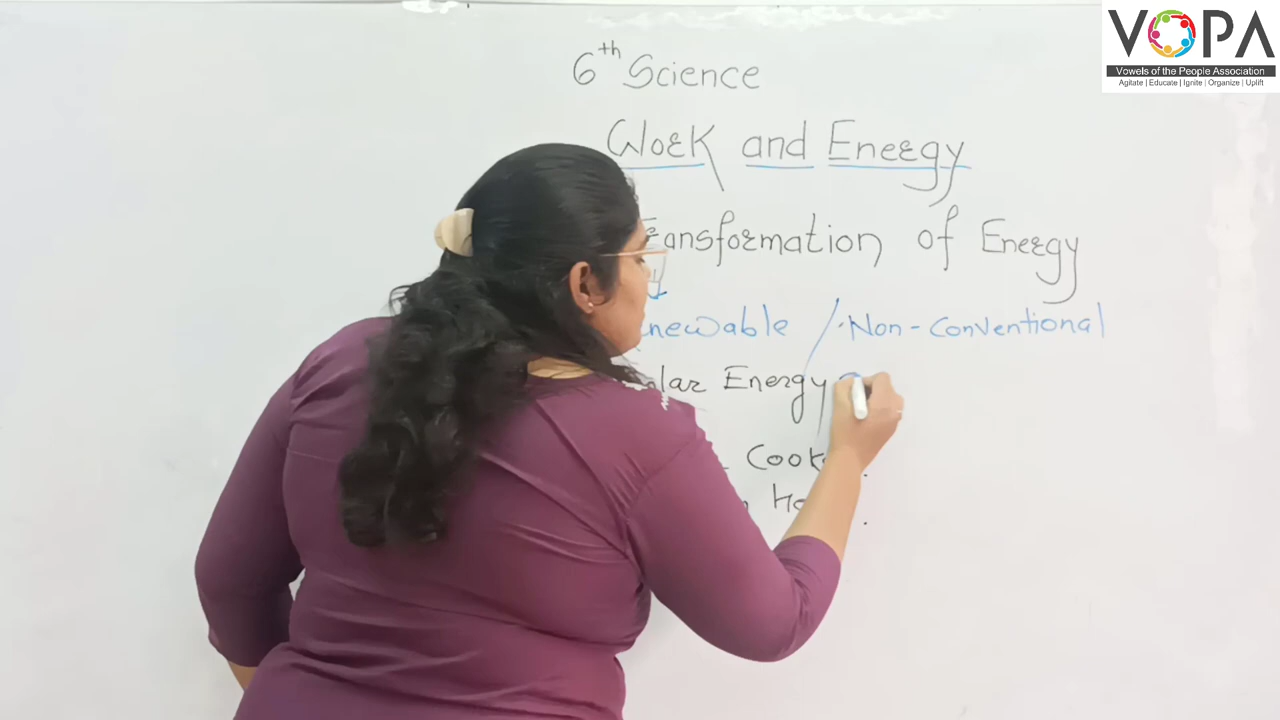 6th Science
Work and Energy
Transformation of Energy
newable / Non-Conventional
lar Energy
Cook
VOPA
Vowels of the People Association
Agitate | Educate | Ignite | Organize | Uplift